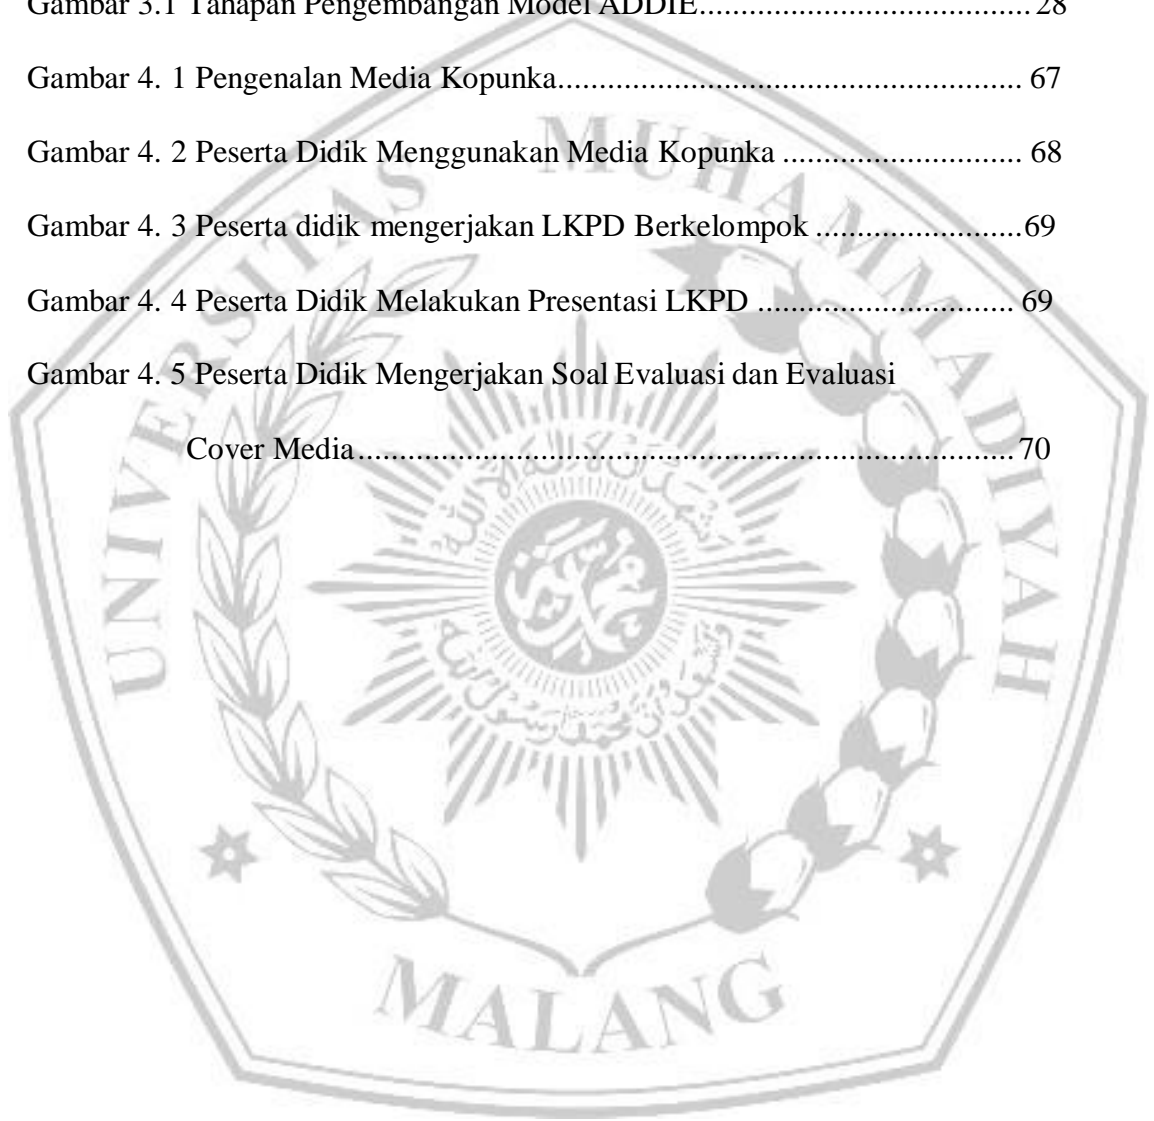 Gambar 3.1 Tahapan Pengembangan Model ADDIE........................................ 28
Gambar 4. 1 Pengenalan Media Kopunka........................................................ 67
Gambar 4. 2 Peserta Didik Menggunakan Media Kopunka ............................. 68
Gambar 4. 3 Peserta didik mengerjakan LKPD Berkelompok .........................69
Gambar 4. 4 Peserta Didik Melakukan Presentasi LKPD ............................... 69
Gambar 4. 5 Peserta Didik Mengerjakan Soal Evaluasi dan Evaluasi
Cover Media............................................................................... 70
UNIVERSITAS MUHAMMADIYAH
MALANG